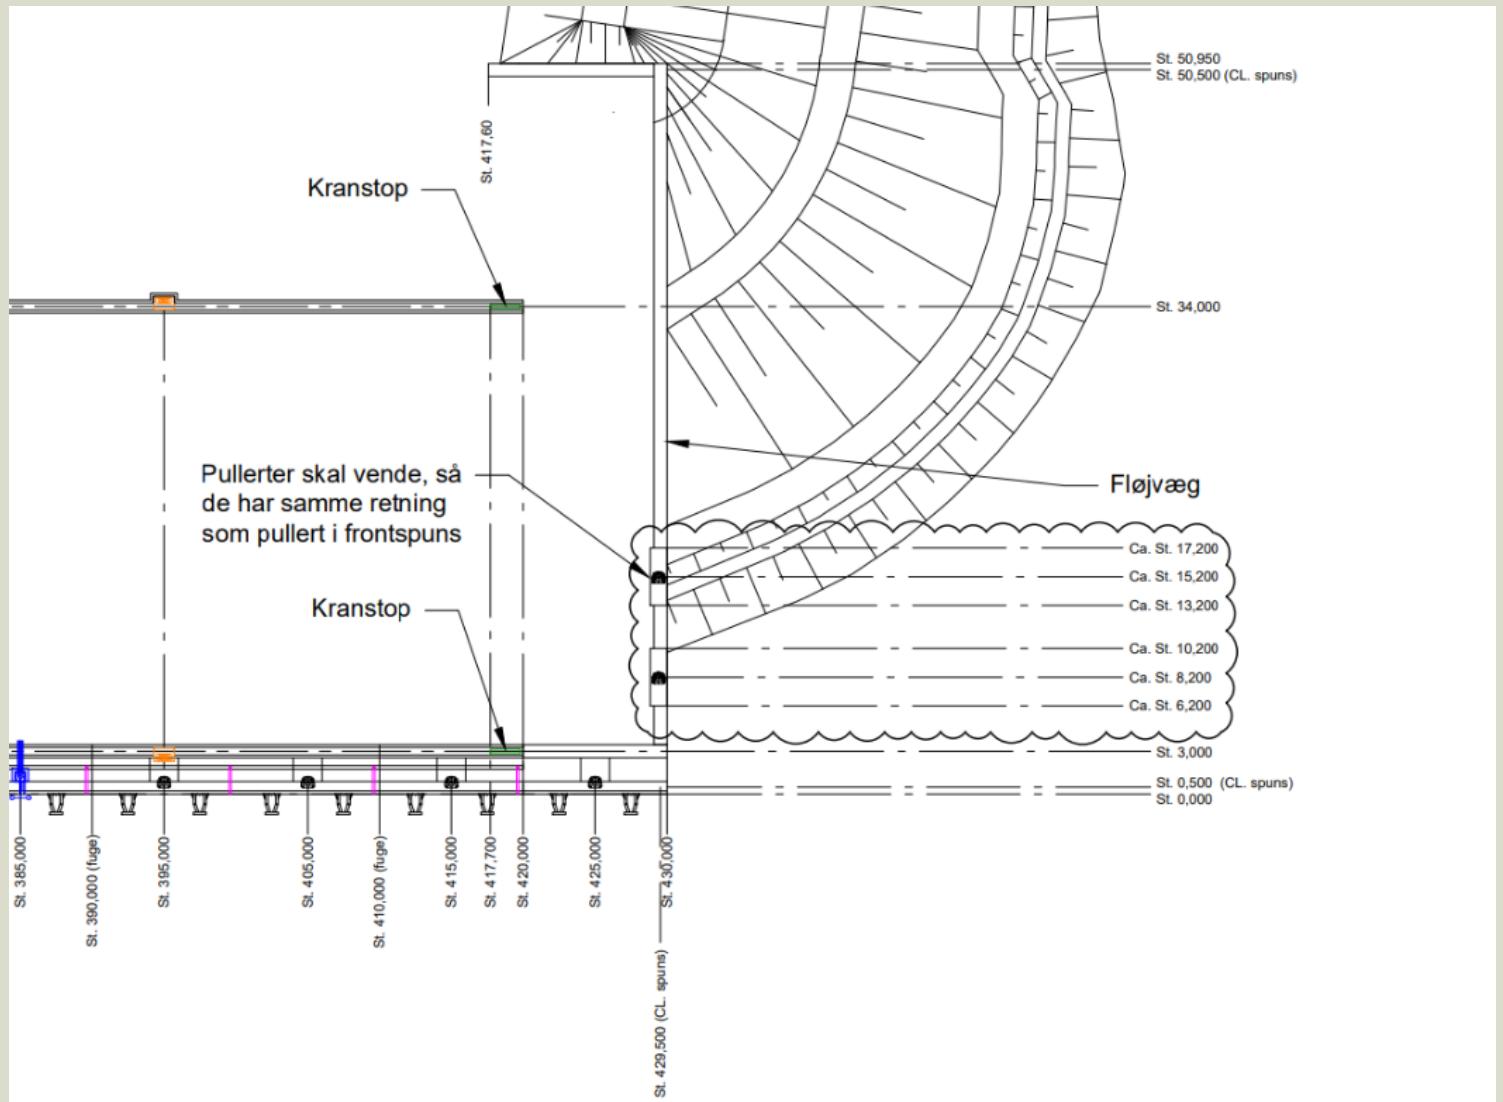 St. 50,950
St. 50,500 (CL. spuns)
St. 417,60
Kranstop
St. 34,000
Pullerter skal vende, så
de har samme retning
som pullert i frontspuns
Fløjvæg
Ca. St. 17,200
Ca. St. 15,200
Ca. St. 13,200
Kranstop
Ca. St. 10,200
Ca. St. 8,200
Ca. St. 6,200
St. 3,000
St. 0,500 (CL. spuns)
St. 0,000
St. 385,000
St. 390,000 (fuge)
St. 395,000
St. 405,000
St. 410,000 (fuge)
St. 415,000
St. 417,700
St. 420,000
St. 425,000
St. 429,500 (CL. spuns)
St. 430,000